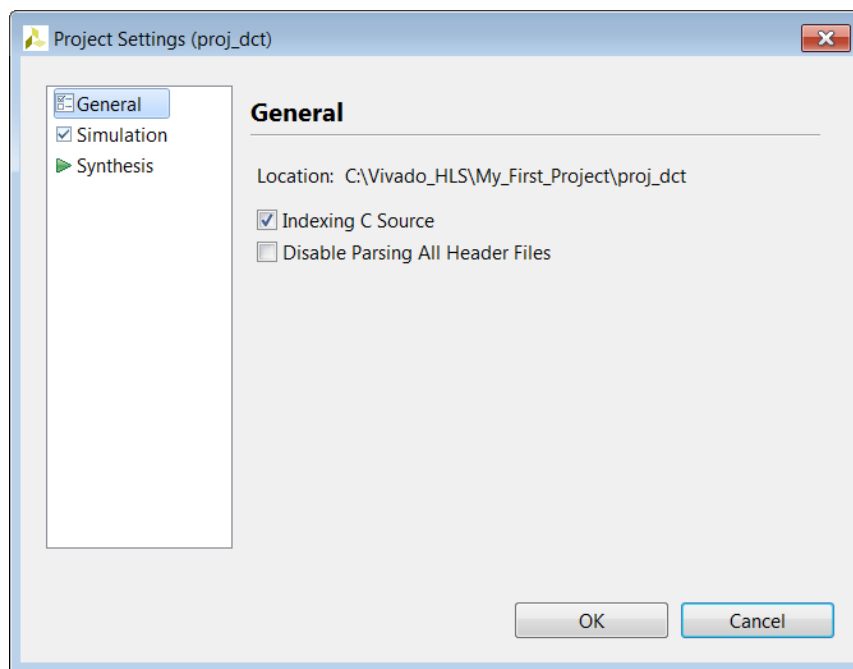 Project Settings (proj_dct)
General
Simulation
Synthesis
General
Location: C:\Vivado_HLS\My_First_Project\proj_dct
Indexing C Source
Disable Parsing All Header Files
OK
Cancel